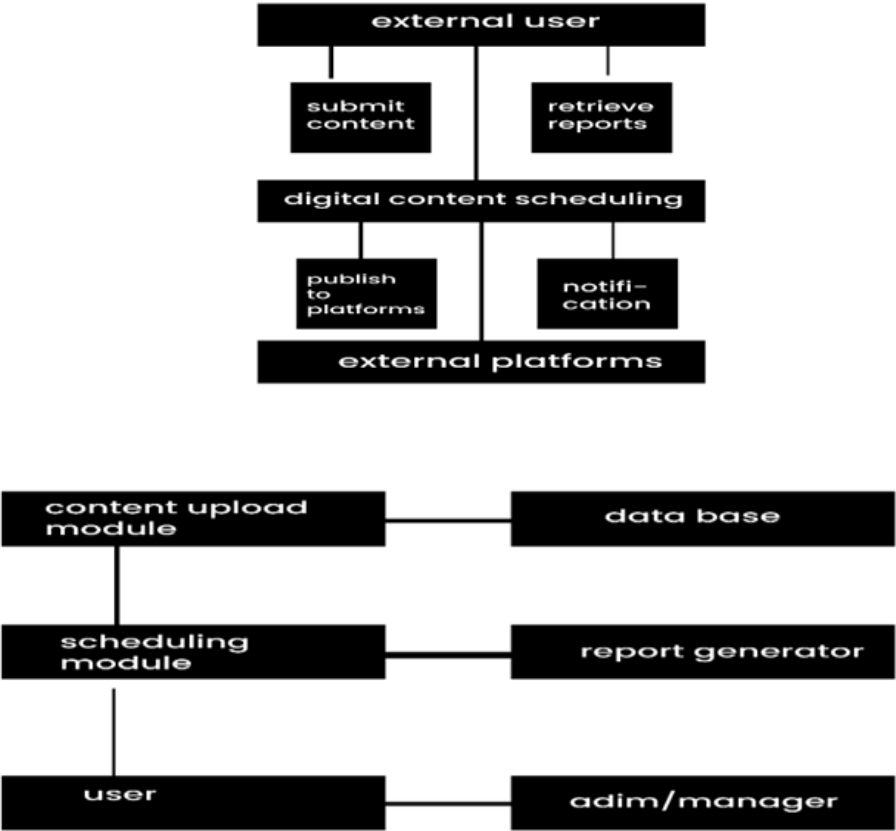 external user
submit
content
retrieve
reports
digital content scheduling
publish
to
platforms
notifi-
cation
external platforms
content upload
module
data base
scheduling
module
report generator
user
adim/manager